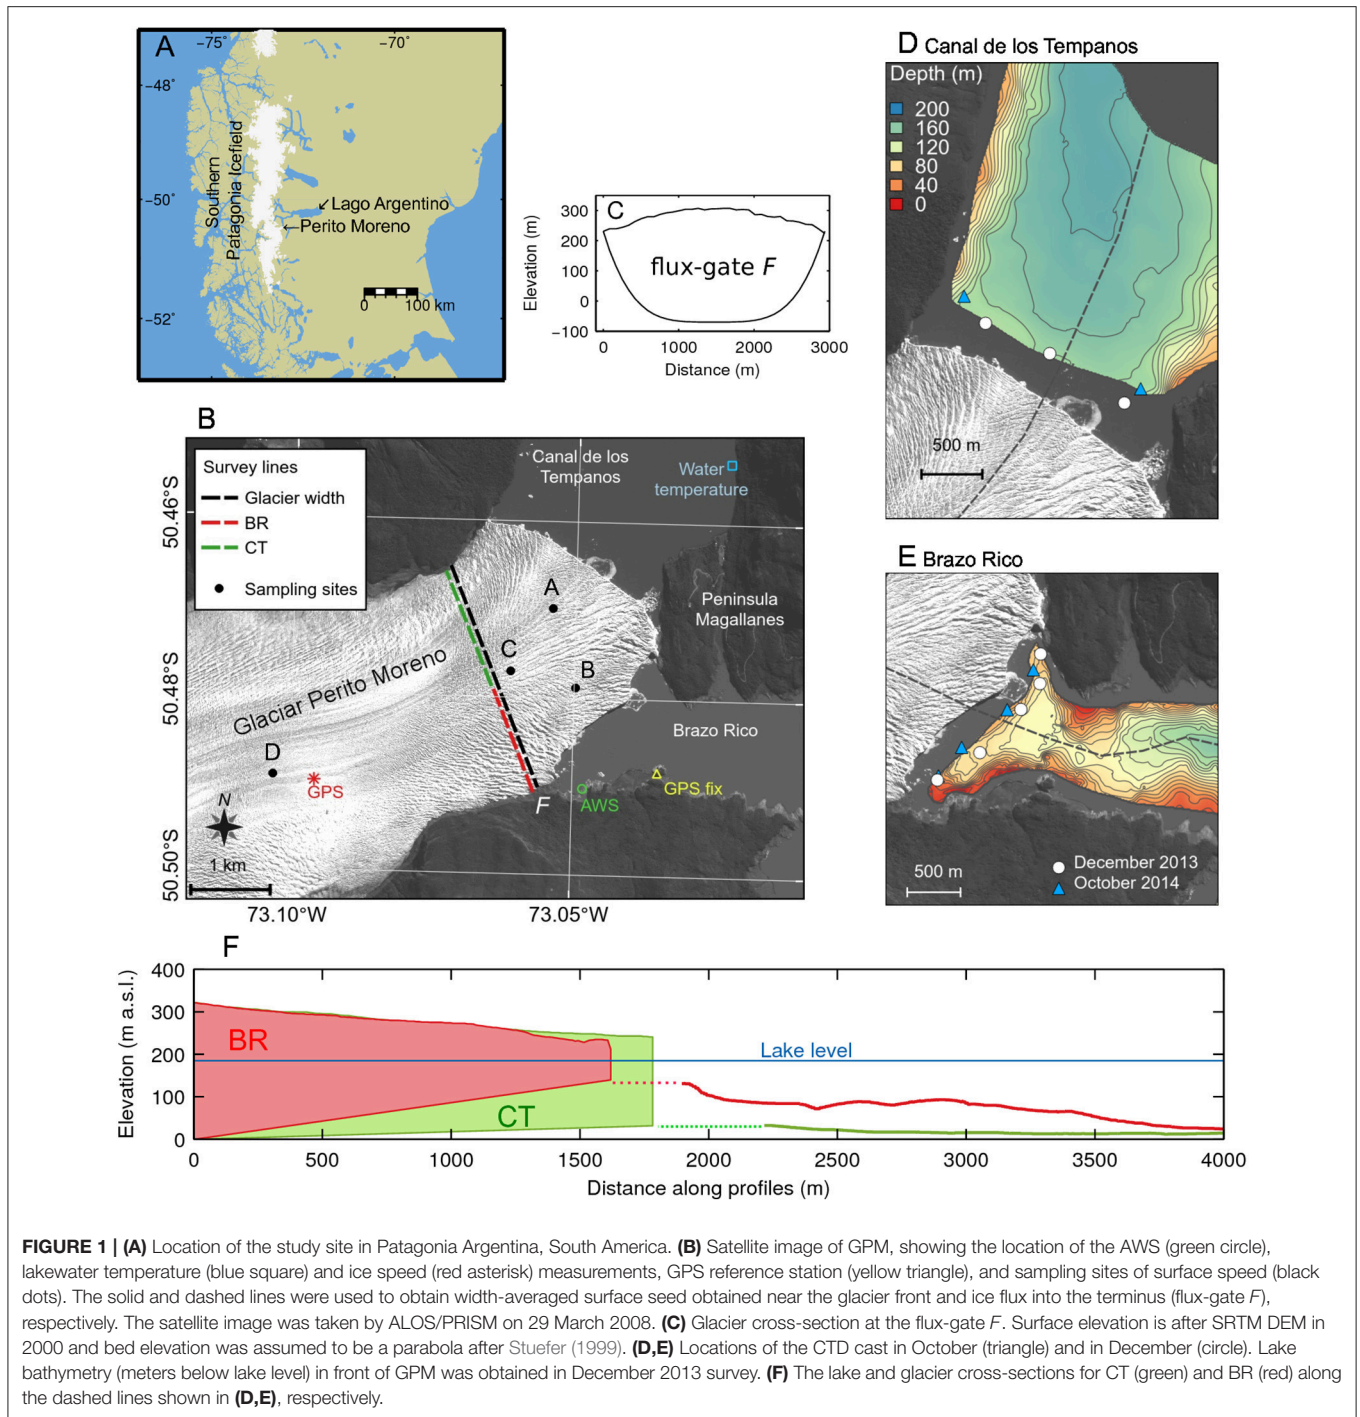 A
−75°
−70°
−48°
−50°
−52°
Southern
Patagonia Icefield
Lago Argentino
Perito Moreno
0 100 km
C
300
200
100
0
−100
Elevation (m)
flux-gate F
0 1000 2000 3000
Distance (m)
D Canal de los Tempanos
Depth (m)
200
160
120
80
40
0
500 m
B
Survey lines
Glacier width
BR
CT
Sampling sites
Canal de los
Tempanos
Water
temperature
50.46°S
50.48°S
50.50°S
A
Peninsula
Magallanes
C
B
Glaciar Perito Moreno
Brazo Rico
D
GPS
GPS fix
AWS
F
N
1 km
73.10°W
73.05°W
E Brazo Rico
December 2013
October 2014
500 m
F
400
300
200
100
0
Elevation (m a.s.l.)
BR
Lake level
CT
0 500 1000 1500 2000 2500 3000 3500 4000
Distance along profiles (m)
FIGURE 1 | (A) Location of the study site in Patagonia Argentina, South America. (B) Satellite image of GPM, showing the location of the AWS (green circle),
lakewater temperature (blue square) and ice speed (red asterisk) measurements, GPS reference station (yellow triangle), and sampling sites of surface speed (black
dots). The solid and dashed lines were used to obtain width-averaged surface seed obtained near the glacier front and ice flux into the terminus (flux-gate F),
respectively. The satellite image was taken by ALOS/PRISM on 29 March 2008. (C) Glacier cross-section at the flux-gate F. Surface elevation is after SRTM DEM in
2000 and bed elevation was assumed to be a parabola after Stuefer (1999). (D,E) Locations of the CTD cast in October (triangle) and in December (circle). Lake
bathymetry (meters below lake level) in front of GPM was obtained in December 2013 survey. (F) The lake and glacier cross-sections for CT (green) and BR (red) along
the dashed lines shown in (D,E), respectively.